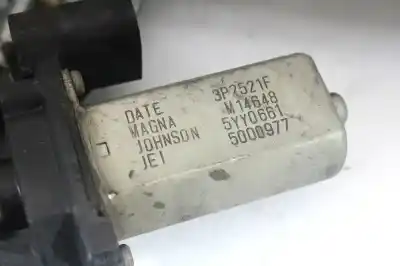 DATE 3P2521F
MAGNA M14648
JOHNSON 5YY0661
JEI 5000977